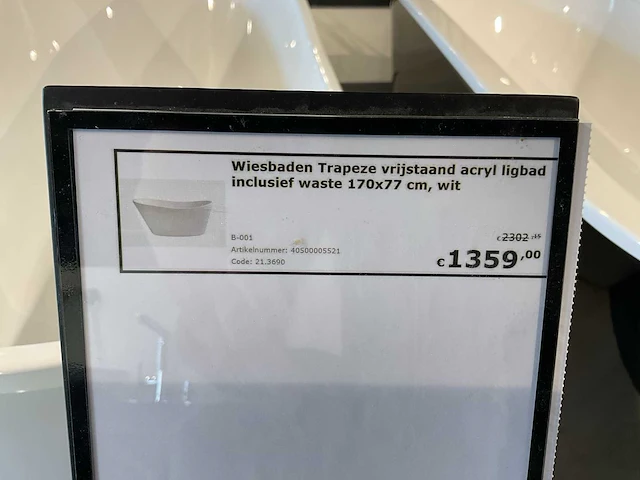 Wiesbaden Trapeze vrijstaand acryl ligbad
inclusief waste 170x77 cm, wit
B-001
€ 2302,15
Artikelnummer: 40500005521
€ 1359,00
Code: 21.3690